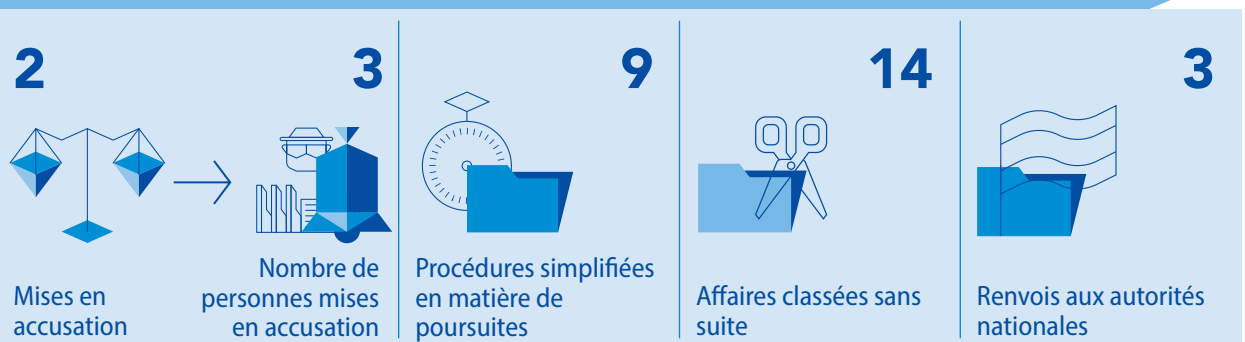 2
Mises en
accusation
3
Nombre de
personnes mises
en accusation
9
Procédures simplifiées
en matière de
poursuites
14
Affaires classées sans
suite
3
Renvois aux autorités
nationales